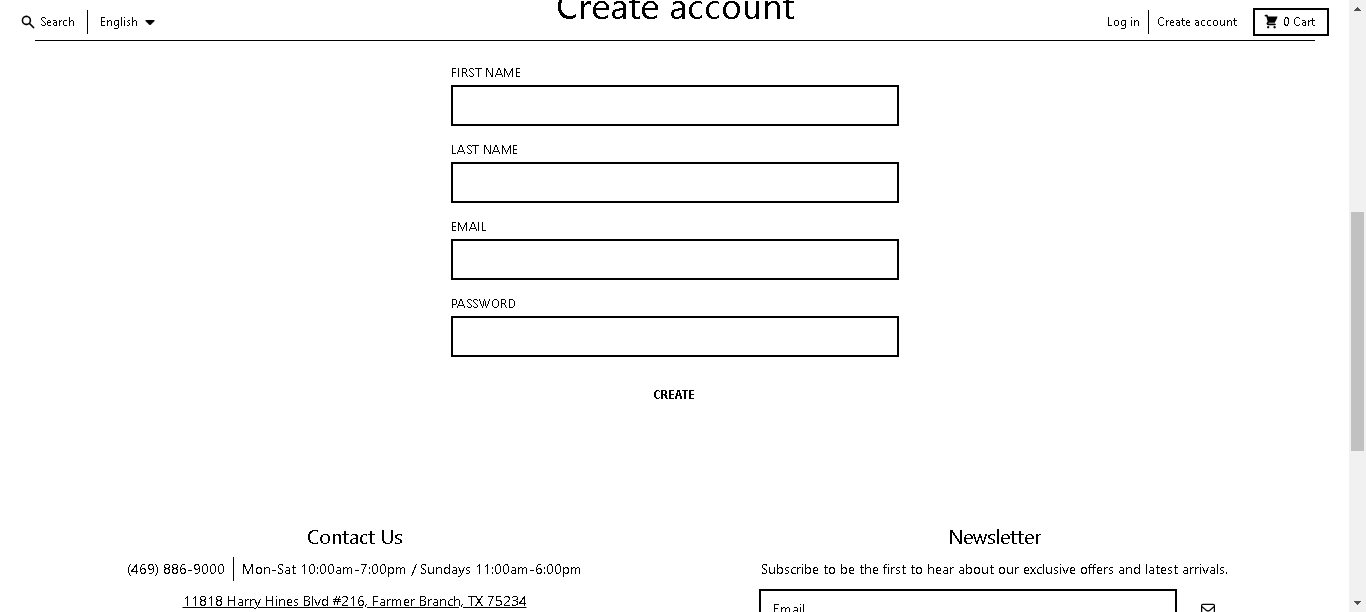 Create account
Search
English
Log in
Create account
0 Cart
FIRST NAME
LAST NAME
EMAIL
PASSWORD
CREATE
Contact Us
(469) 886-9000
Mon-Sat 10:00am-7:00pm / Sundays 11:00am-6:00pm
11818 Harry Hines Blvd #216, Farmer Branch, TX 75234
Newsletter
Subscribe to be the first to hear about our exclusive offers and latest arrivals.
Email